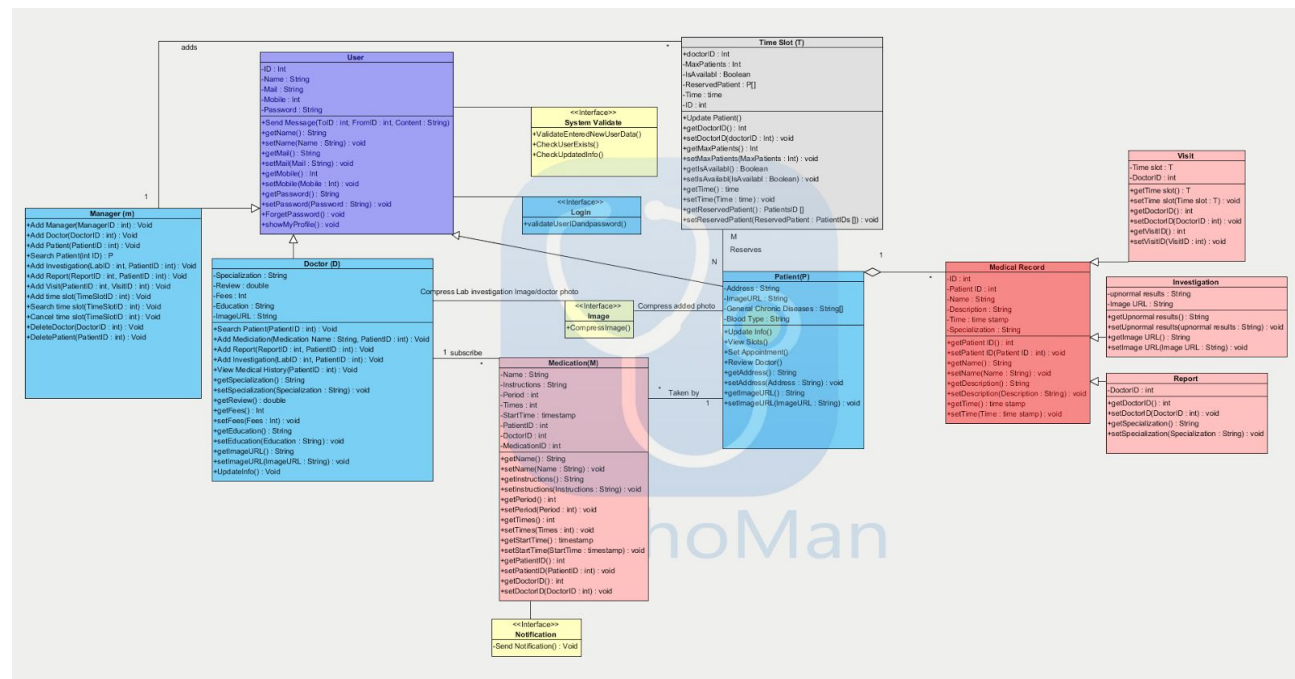 adds
*
1
User
-ID : Int
-Name : String
-Mail : String
-Mobile : Int
-Password : String
+Send Message(ToID : int, FromID : int, Content : String)
+getName() : String
+setName(Name : String) : void
+getMail() : String
+setMail(Mail : String) : void
+getMobile() : Int
+setMobile(Mobile : Int) : void
+getPassword() : String
+setPassword(Password : String) : void
+ForgetPassword() : void
+showMyProfile() : void
<<Interface>>
System Validate
+ValidateEnteredNewUserData()
+CheckUserExists()
+CheckUpdatedInfo()
<<Interface>>
Login
+validateUserIDandpassword()
Time Slot (T)
+doctorID : Int
-MaxPatients : Int
-IsAvailabl : Boolean
-ReservedPatient : P[]
-Time : time
-ID : int
+Update Patient()
+getDoctorID() : Int
+setDoctorID(doctorID : Int) : void
+getMaxPatients() : Int
+setMaxPatients(MaxPatients : Int) : void
+getIsAvailabl() : Boolean
+setIsAvailabl(IsAvailabl : Boolean) : void
+getTime() : time
+setTime(Time : time) : void
+getReservedPatient() : PatientsID []
+setReservedPatient(ReservedPatient : PatientIDs []) : void
M
Reserves
N
Manager (m)
+Add Manager(ManagerID : int) : Void
+Add Doctor(DoctorID : int) : Void
+Add Patient(PatientID : int) : Void
+Search Patient(int ID) : P
+Add Investigation(LabID : int, PatientID : int) : Void
+Add Report(ReportID : int, PatientID : int) : Void
+Add Visit(PatientID : int, VisitID : int) : Void
+Add time slot(TimeSlotID : int) : Void
+Search time slot(TimeSlotID : int) : Void
+Cancel time slot(TimeSlotID : int) : Void
+DeleteDoctor(DoctorID : int) : Void
+DeletePatient(PatientID : int) : Void
Doctor (D)
-Specialization : String
-Review : double
-Fees : Int
-Education : String
-ImageURL : String
+Search Patient(PatientID : int) : Void
+Add Mediciation(Medication Name : String, PatientID : int) : Void
+Add Report(ReportID : int, PatientID : int) : Void
+Add Investigation(LabID : int, PatientID : int) : Void
+View Medical History(PatientID : int) : Void
+getSpecialization() : String
+setSpecialization(Specialization : String) : void
+getReview() : double
+getFees() : Int
+setFees(Fees : Int) : void
+getEducation() : String
+setEducation(Education : String) : void
+getImageURL() : String
+setImageURL(ImageURL : String) : void
+UpdateInfo() : Void
Compress Lab investigation image/doctor photo
<<Interface>>
Image
+CompressImage()
Compress added photo
1 subscribe
*
Medication(M)
-Name : String
-Instructions : String
-Period : int
-Times : int
-StartTime : timestamp
-PatientID : int
-DoctorID : int
-MedicationID : int
+getName() : String
+setName(Name : String) : void
+getInstructions() : String
+setInstructions(Instructions : String) : void
+getPeriod() : int
+setPeriod(Period : int) : void
+getTimes() : int
+setTimes(Times : int) : void
+getStartTime() : timestamp
+setStartTime(StartTime : timestamp) : void
+getPatientID() : int
+setPatientID(PatientID : int) : void
+getDoctorID() : int
+setDoctorID(DoctorID : int) : void
*
Taken by
1
<<Interface>>
Notification
-Send Notification() : Void
Patient(P)
-Address : String
-ImageURL : String
-General Chronic Diseases : String[]
-Blood Type : String
+Update Info()
+View Slots()
+Set Appointment()
+Review Doctor()
+getAddress() : String
+setAddress(Address : String) : void
+getImageURL() : String
+setImageURL(ImageURL : String) : void
1
*
Medical Record
-ID : int
-Patient ID : int
-Name : String
-Description : String
-Time : time stamp
-Specialization : String
+getPatient ID() : int
+setPatient ID(Patient ID : int) : void
+getName() : String
+setName(Name : String) : void
+getDescription() : String
+setDescription(Description : String) : void
+getTime() : time stamp
+setTime(Time : time stamp) : void
Visit
-Time slot : T
-DoctorID : int
+getTime slot() : T
+setTime slot(Time slot : T) : void
+getDoctorID() : int
+setDoctorID(DoctorID : int) : void
+getVisitID() : int
+setVisitID(VisitID : int) : void
Investigation
-upnormal results : String
-Image URL : String
+getUpnormal results() : String
+setUpnormal results(upnormal results : String) : void
+getImage URL() : String
+setImage URL(Image URL : String) : void
Report
-DoctorID : int
+getDoctorID() : int
+setDoctorID(DoctorID : int) : void
+getSpecialization() : String
+setSpecialization(Specialization : String) : void
hoMan